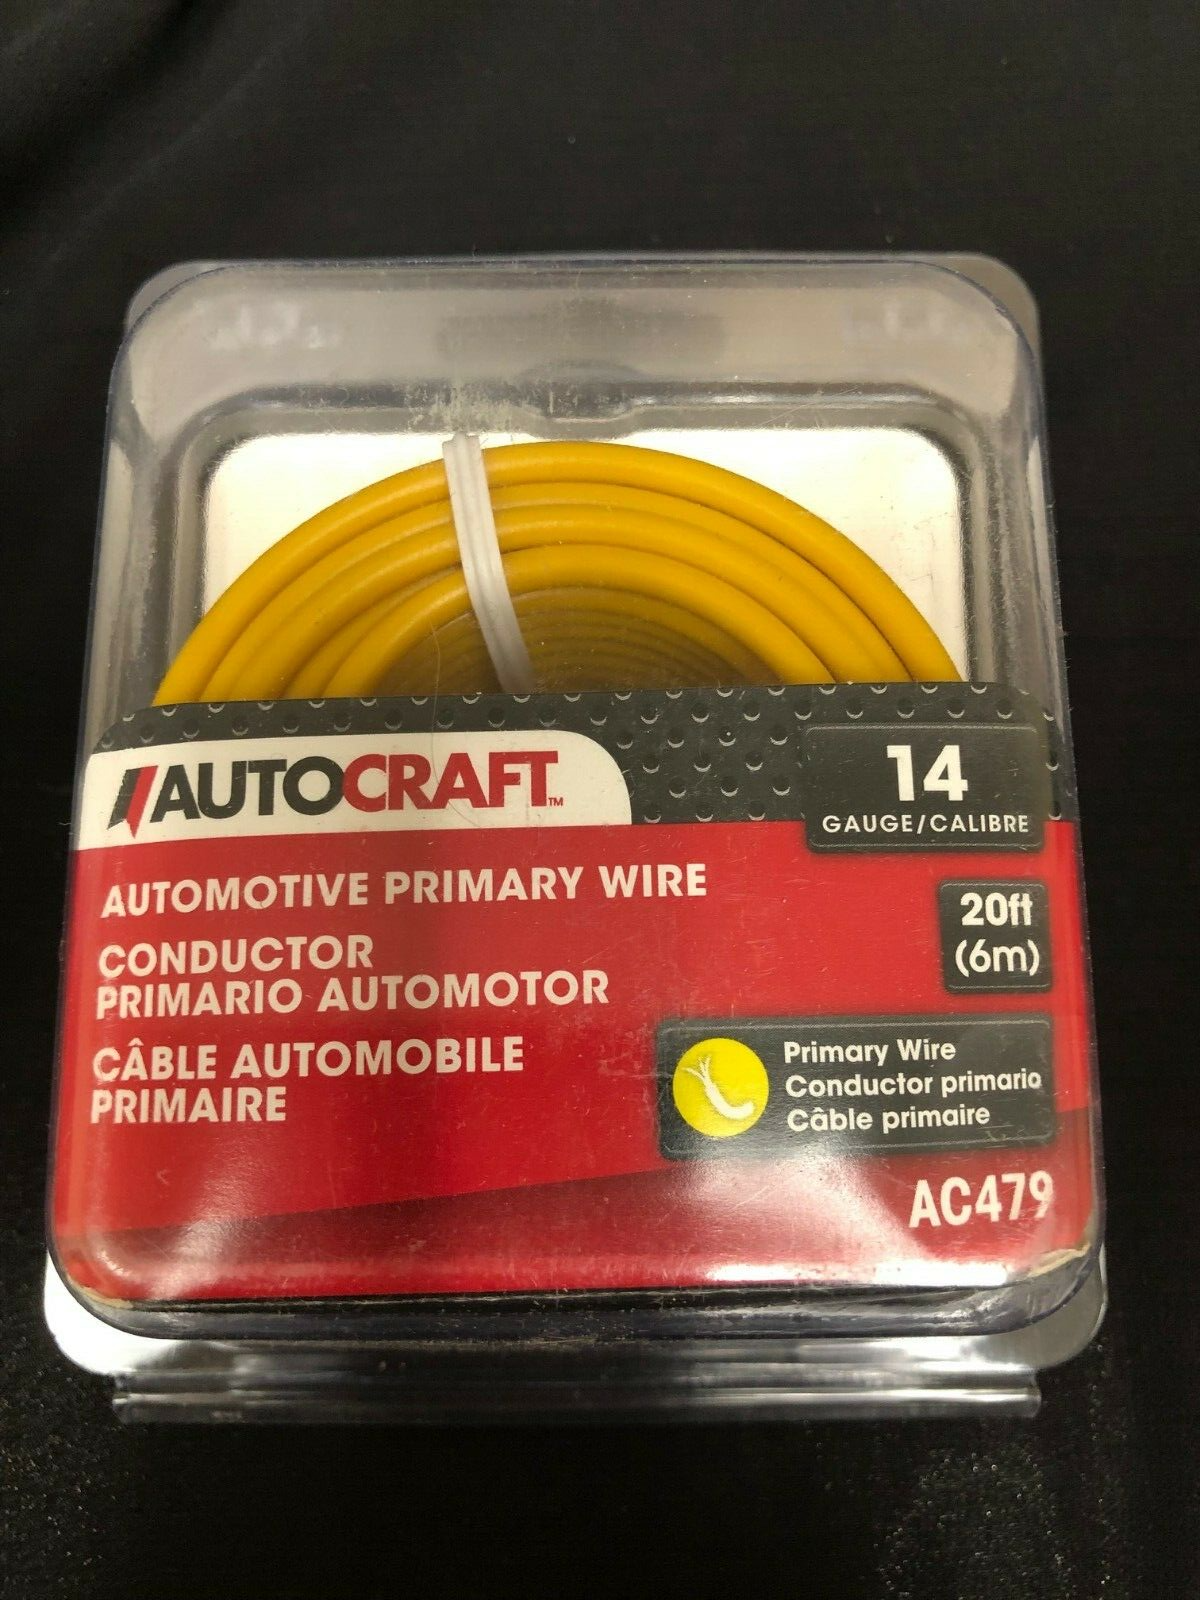 AUTOCRAFT™
14
GAUGE/CALIBRE
AUTOMOTIVE PRIMARY WIRE
20ft
(6m)
CONDUCTOR
PRIMARIO AUTOMOTOR
CÂBLE AUTOMOBILE
PRIMAIRE
Primary Wire
Conductor primario
Câble primaire
AC479